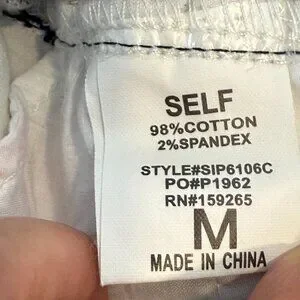 SELF
98%COTTON
2%SPANDEX
STYLE#SIP6106C
PO#P1962
RN#159265
M
MADE IN CHINA